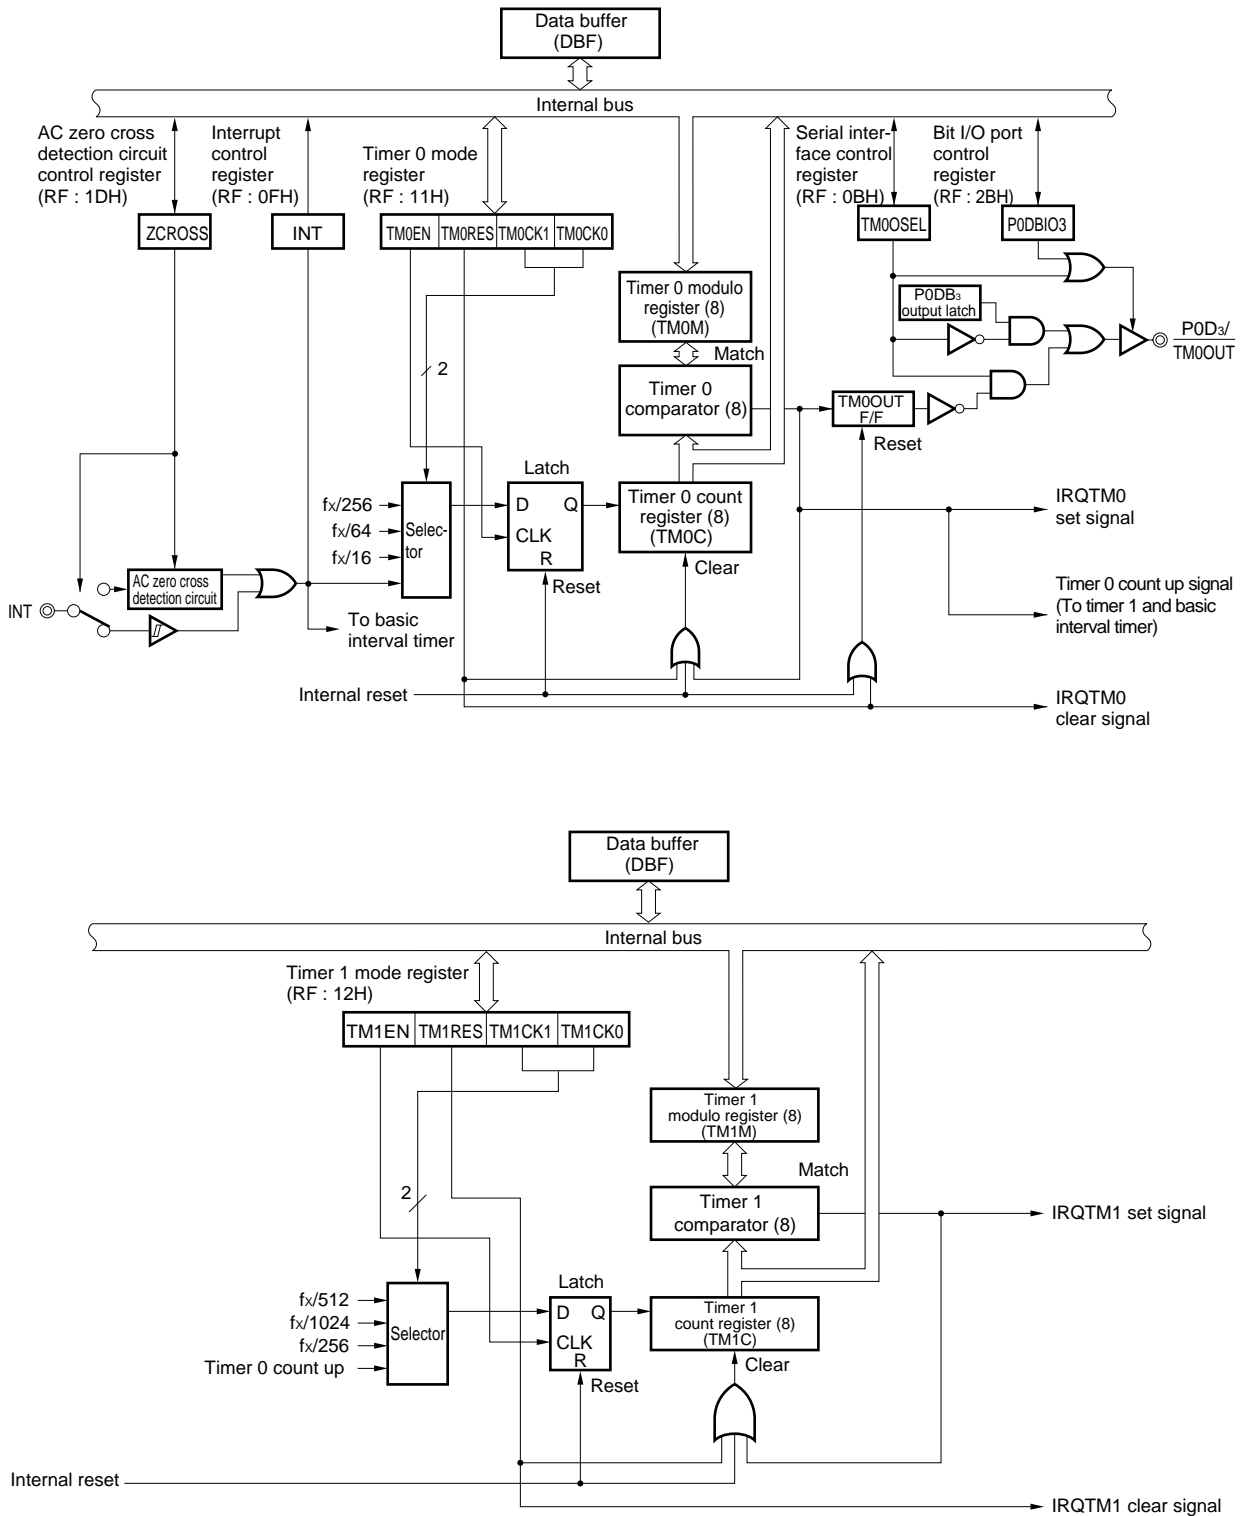 Data buffer
(DBF)
Internal bus
AC zero cross
detection circuit
control register
(RF : 1DH)
Interrupt
control
register
(RF : 0FH)
Timer 0 mode
register
(RF : 11H)
Serial inter-
face control
register
(RF : 0BH)
Bit I/O port
control
register
(RF : 2BH)
ZCROSS
INT
TM0EN TM0RES TM0CK1 TM0CK0
TM0OSEL
P0DBIO3
Timer 0 modulo
register (8)
(TM0M)
P0DB3
output latch
P0D3/
TM0OUT
Match
2
Timer 0
comparator (8)
TM0OUT
F/F
Reset
Latch
fX/256
fX/64
fX/16
Selec-
tor
D Q
CLK
R
Reset
Timer 0 count
register (8)
(TM0C)
Clear
IRQTM0
set signal
AC zero cross
detection circuit
INT
To basic
interval timer
Timer 0 count up signal
(To timer 1 and basic
interval timer)
Internal reset
IRQTM0
clear signal
Data buffer
(DBF)
Internal bus
Timer 1 mode register
(RF : 12H)
TM1EN TM1RES TM1CK1 TM1CK0
Timer 1
modulo register (8)
(TM1M)
Match
2
Timer 1
comparator (8)
IRQTM1 set signal
Latch
fX/512
fX/1024
fX/256
Timer 0 count up
Selector
D Q
CLK
R
Reset
Timer 1
count register (8)
(TM1C)
Clear
Internal reset
IRQTM1 clear signal